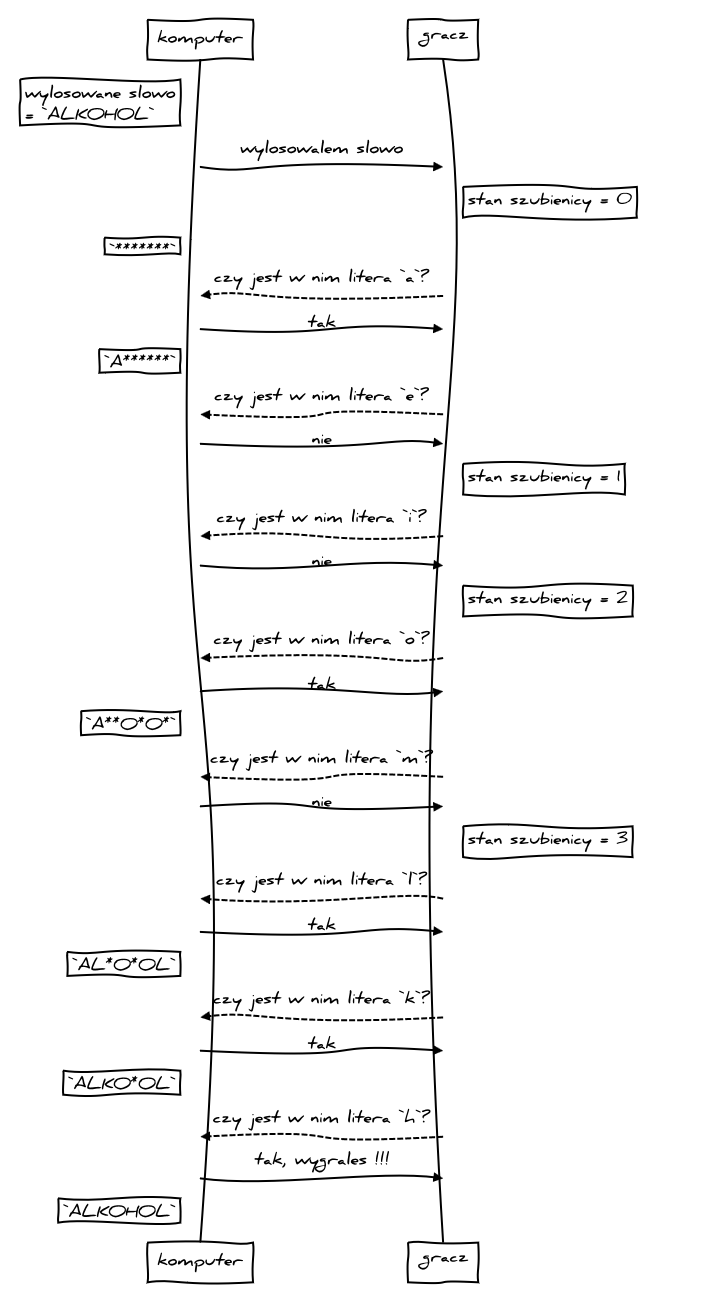 komputer
gracz
wylosowane slowo
= `ALKOHOL`
wylosowalem slowo
stan szubienicy = 0
`*******`
czy jest w nim litera `a`?
tak
`A******`
czy jest w nim litera `e`?
nie
stan szubienicy = 1
czy jest w nim litera `i`?
nie
stan szubienicy = 2
czy jest w nim litera `o`?
tak
`A**O*O*`
czy jest w nim litera `m`?
nie
stan szubienicy = 3
czy jest w nim litera `l`?
tak
`AL*O*OL`
czy jest w nim litera `k`?
tak
`ALKO*OL`
czy jest w nim litera `h`?
tak, wygrales !!!
`ALKOHOL`
komputer
gracz